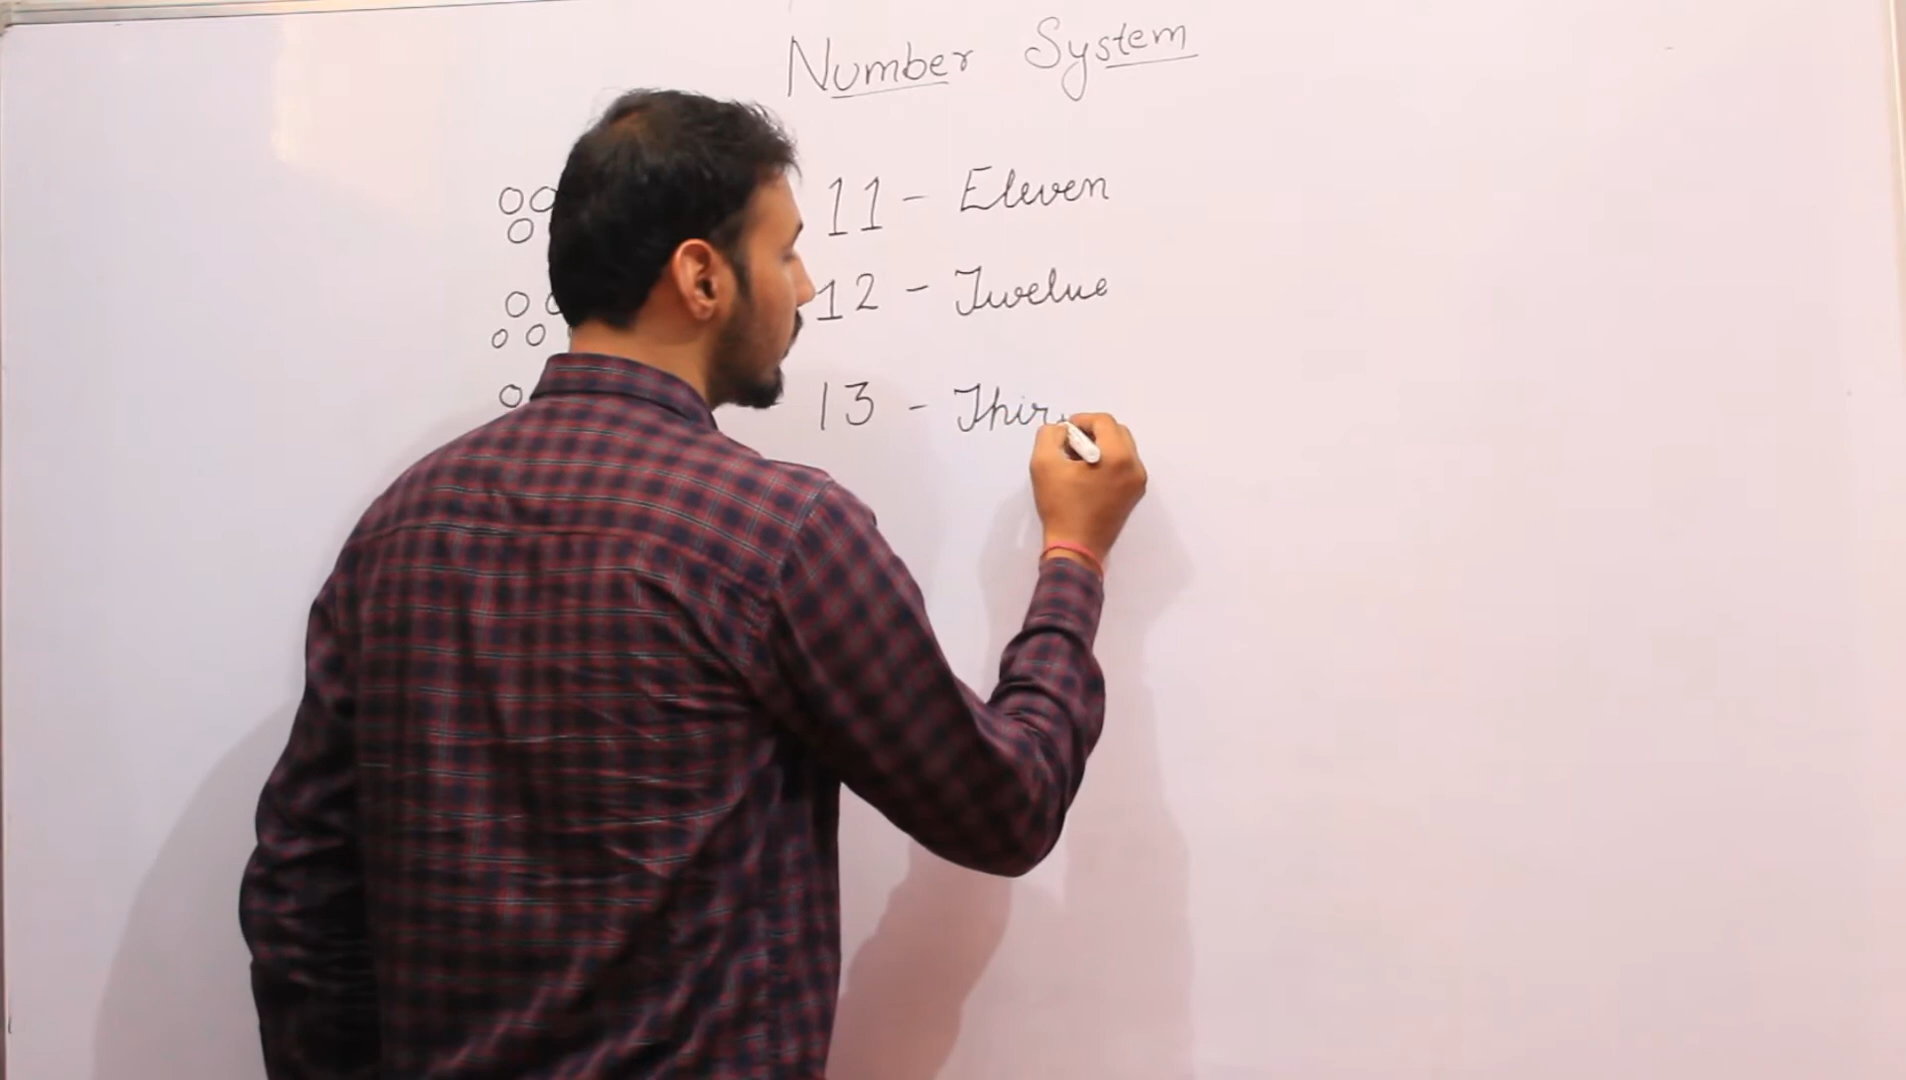 Number System
11 - Eleven
12 - Twelve
13 - Thir